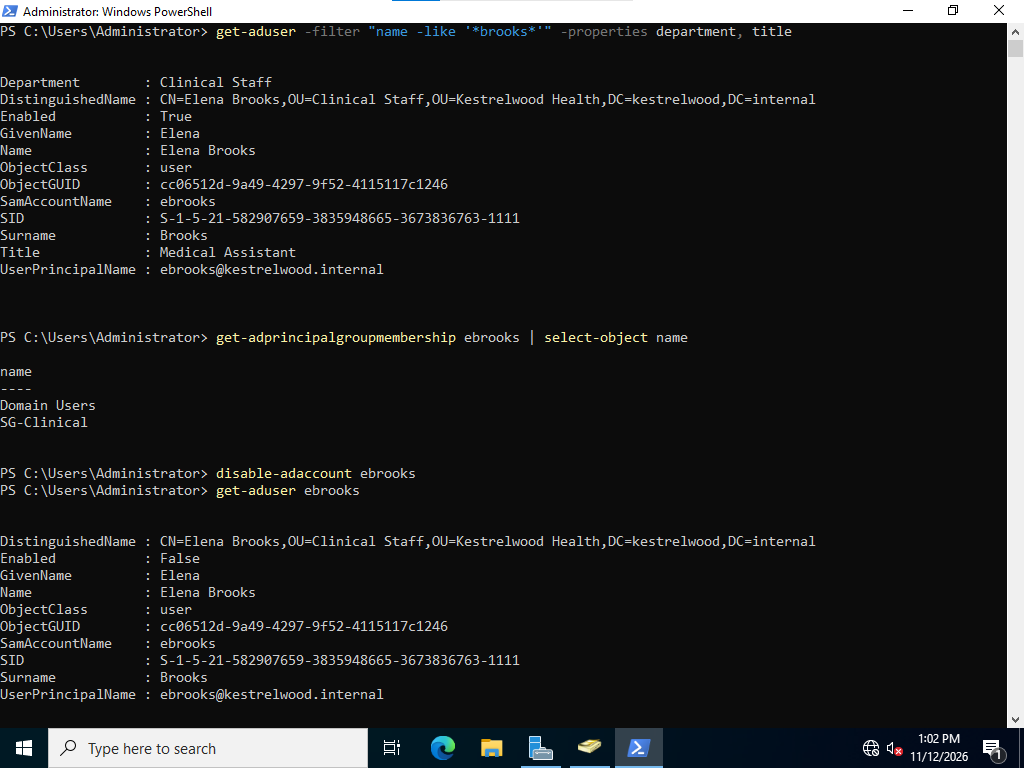 Administrator: Windows PowerShell
PS C:\Users\Administrator> get-aduser -filter "name -like '*brooks*'" -properties department, title
Department        : Clinical Staff
DistinguishedName : CN=Elena Brooks,OU=Clinical Staff,OU=Kestrelwood Health,DC=kestrelwood,DC=internal
Enabled           : True
GivenName         : Elena
Name              : Elena Brooks
ObjectClass       : user
ObjectGUID        : cc06512d-9a49-4297-9f52-4115117c1246
SamAccountName    : ebrooks
SID               : S-1-5-21-582907659-3835948665-3673836763-1111
Surname           : Brooks
Title             : Medical Assistant
UserPrincipalName : ebrooks@kestrelwood.internal
PS C:\Users\Administrator> get-adprincipalgroupmembership ebrooks | select-object name
name
----
Domain Users
SG-Clinical
PS C:\Users\Administrator> disable-adaccount ebrooks
PS C:\Users\Administrator> get-aduser ebrooks
DistinguishedName : CN=Elena Brooks,OU=Clinical Staff,OU=Kestrelwood Health,DC=kestrelwood,DC=internal
Enabled           : False
GivenName         : Elena
Name              : Elena Brooks
ObjectClass       : user
ObjectGUID        : cc06512d-9a49-4297-9f52-4115117c1246
SamAccountName    : ebrooks
SID               : S-1-5-21-582907659-3835948665-3673836763-1111
Surname           : Brooks
UserPrincipalName : ebrooks@kestrelwood.internal
Type here to search
1:02 PM
11/12/2026
1